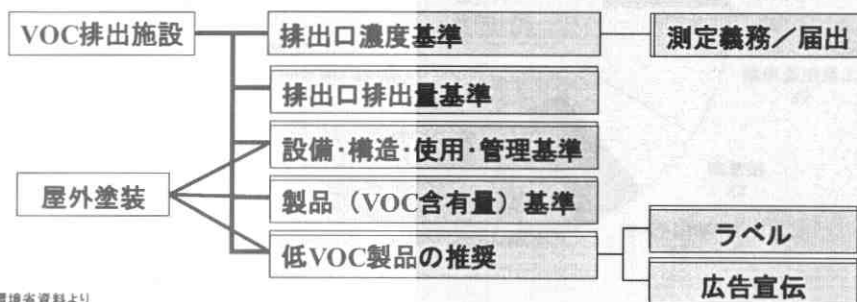 VOC排出施設
排出口濃度基準
測定義務／届出
排出口排出量基準
設備・構造・使用・管理基準
屋外塗装
製品（VOC含有量）基準
低VOC製品の推奨
ラベル
広告宣伝
環境省資料より